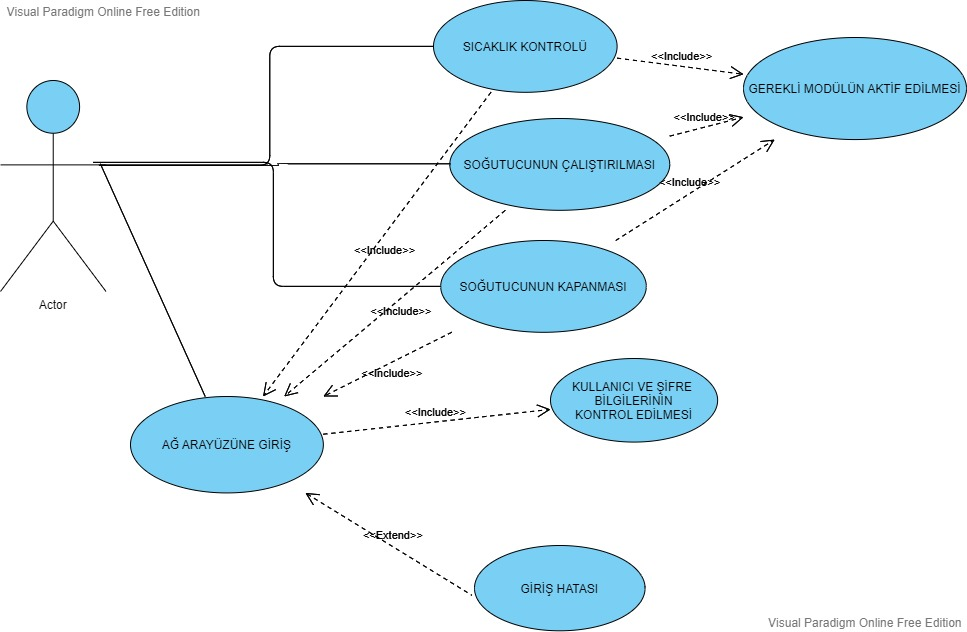 Visual Paradigm Online Free Edition
SICAKLIK KONTROLÜ
<<Include>>
GEREKLİ MODÜLÜN AKTİF EDİLMESİ
<<Include>>
SOĞUTUCUNUN ÇALIŞTIRILMASI
<<Include>>
<<Include>>
SOĞUTUCUNUN KAPANMASI
Actor
<<Include>>
<<Include>>
KULLANICI VE ŞİFRE
BİLGİLERİNİN
KONTROL EDİLMESİ
<<Include>>
AĞ ARAYÜZÜNE GİRİŞ
<<Extend>>
GİRİŞ HATASI
Visual Paradigm Online Free Edition